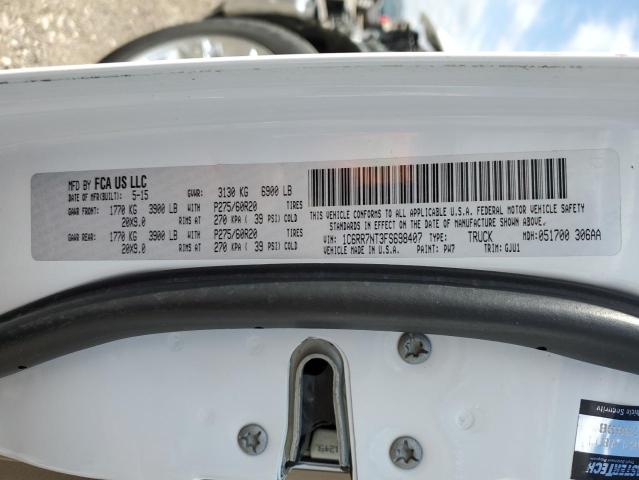 MFD BY FCA US LLC
DATE OF MFR(BUILT): 5-15 GVWR: 3130 KG 6900 LB
GAWR FRONT: 1770 KG 3900 LB WITH P275/60R20 TIRES
20X9.0 RIMS AT 270 KPA ( 39 PSI) COLD
GAWR REAR: 1770 KG 3900 LB WITH P275/60R20 TIRES
20X9.0 RIMS AT 270 KPA ( 39 PSI) COLD
THIS VEHICLE CONFORMS TO ALL APPLICABLE U.S.A. FEDERAL MOTOR VEHICLE SAFETY
STANDARDS IN EFFECT ON THE DATE OF MANUFACTURE SHOWN ABOVE.
VIN: 1C6RR7NT3FS698407 TYPE: TRUCK MDH: 051700 306AA
VEHICLE MADE IN U.S.A. PAINT: PW7 TRIM: GJU1
Vehicle Security